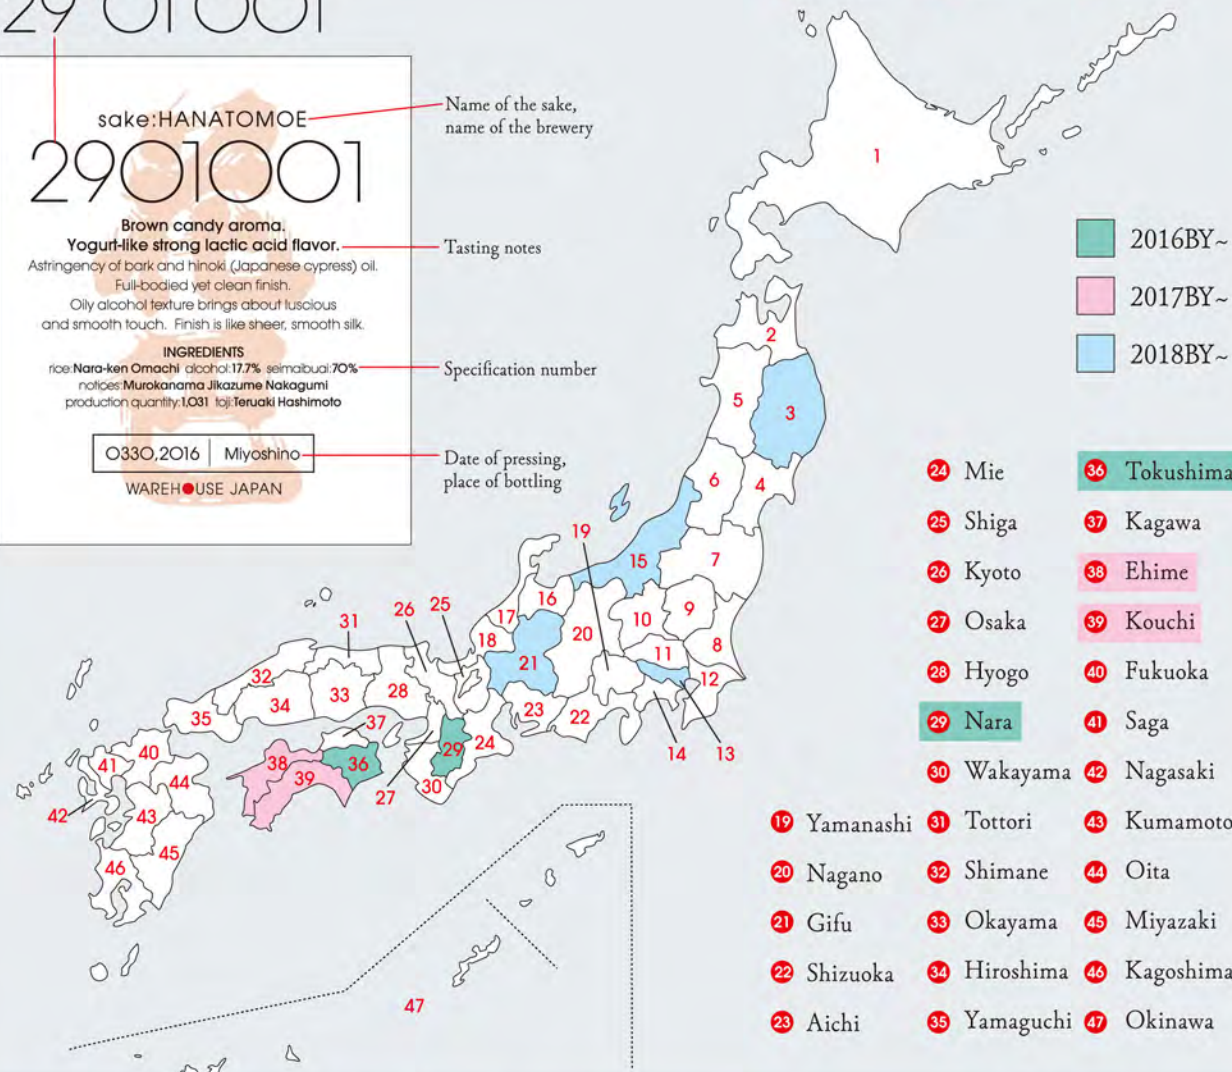 29 01 001
sake:HANATOMOE
2901001
Brown candy aroma.
Yogurt-like strong lactic acid flavor.
Astringency of bark and hinoki (Japanese cypress) oil.
Full-bodied yet clean finish.
Oily alcohol texture brings about luscious
and smooth touch. Finish is like sheer, smooth silk.
INGREDIENTS
rice:Nara-ken Omachi alcohol:17.7% seimaibuai:70%
notices:Murokanama Jikazume Nakagumi
production quantity:1,031 toji:Teruaki Hashimoto
0330,2016 | Miyoshino
WAREHOUSE JAPAN
Name of the sake,
name of the brewery
Tasting notes
Specification number
Date of pressing,
place of bottling
2016BY~
2017BY~
2018BY~
1
2
5
3
6
4
19
15
7
16
17
20
10
9
18
21
11
8
12
26
25
31
32
34
33
28
35
23
22
14
13
37
29
24
38
39
36
30
27
40
41
44
42
43
45
46
47
19 Yamanashi
20 Nagano
21 Gifu
22 Shizuoka
23 Aichi
24 Mie
25 Shiga
26 Kyoto
27 Osaka
28 Hyogo
29 Nara
30 Wakayama
31 Tottori
32 Shimane
33 Okayama
34 Hiroshima
35 Yamaguchi
36 Tokushima
37 Kagawa
38 Ehime
39 Kouchi
40 Fukuoka
41 Saga
42 Nagasaki
43 Kumamoto
44 Oita
45 Miyazaki
46 Kagoshima
47 Okinawa